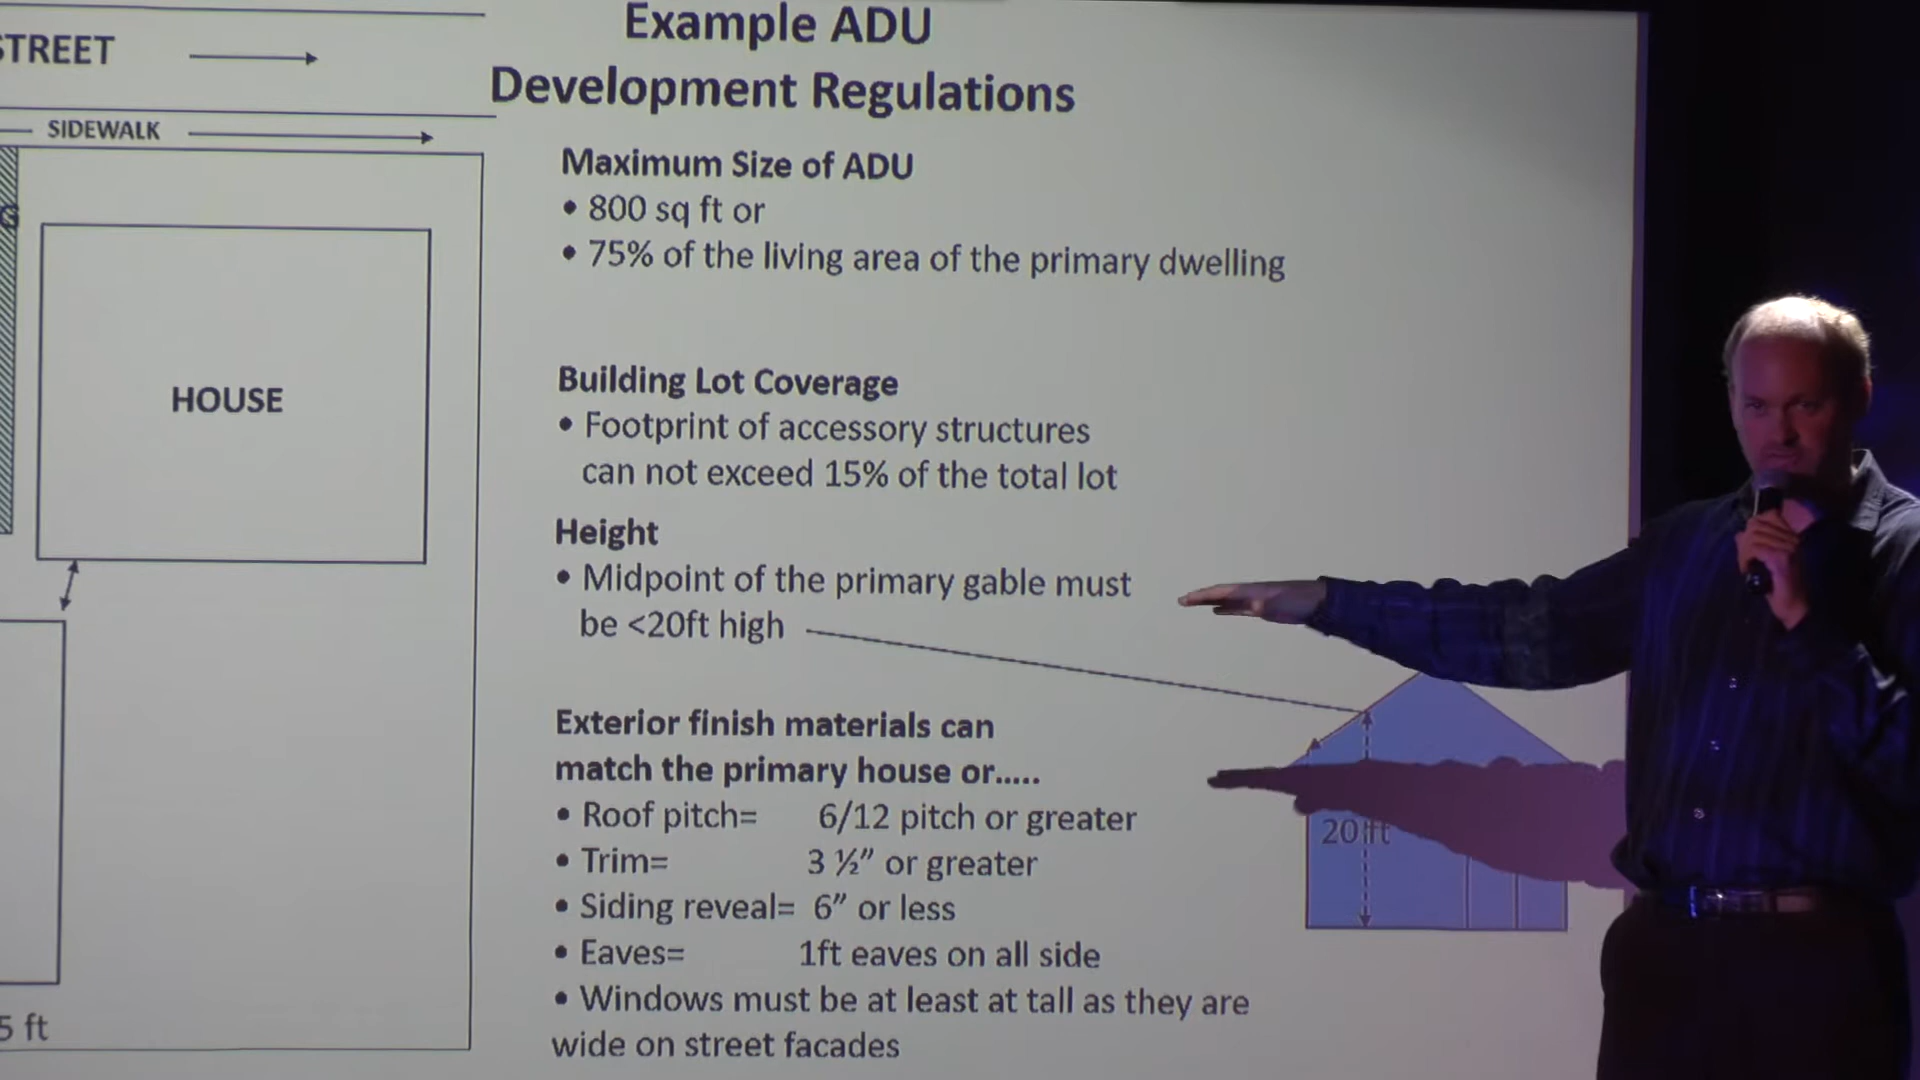 Example ADU
Development Regulations
STREET
SIDEWALK
G
HOUSE
5 ft
Maximum Size of ADU
• 800 sq ft or
• 75% of the living area of the primary dwelling
Building Lot Coverage
• Footprint of accessory structures
can not exceed 15% of the total lot
Height
• Midpoint of the primary gable must
be <20ft high
Exterior finish materials can
match the primary house or.....
• Roof pitch= 6/12 pitch or greater
• Trim= 3 ½” or greater
• Siding reveal= 6” or less
• Eaves= 1ft eaves on all side
• Windows must be at least at tall as they are
wide on street facades
20 ft